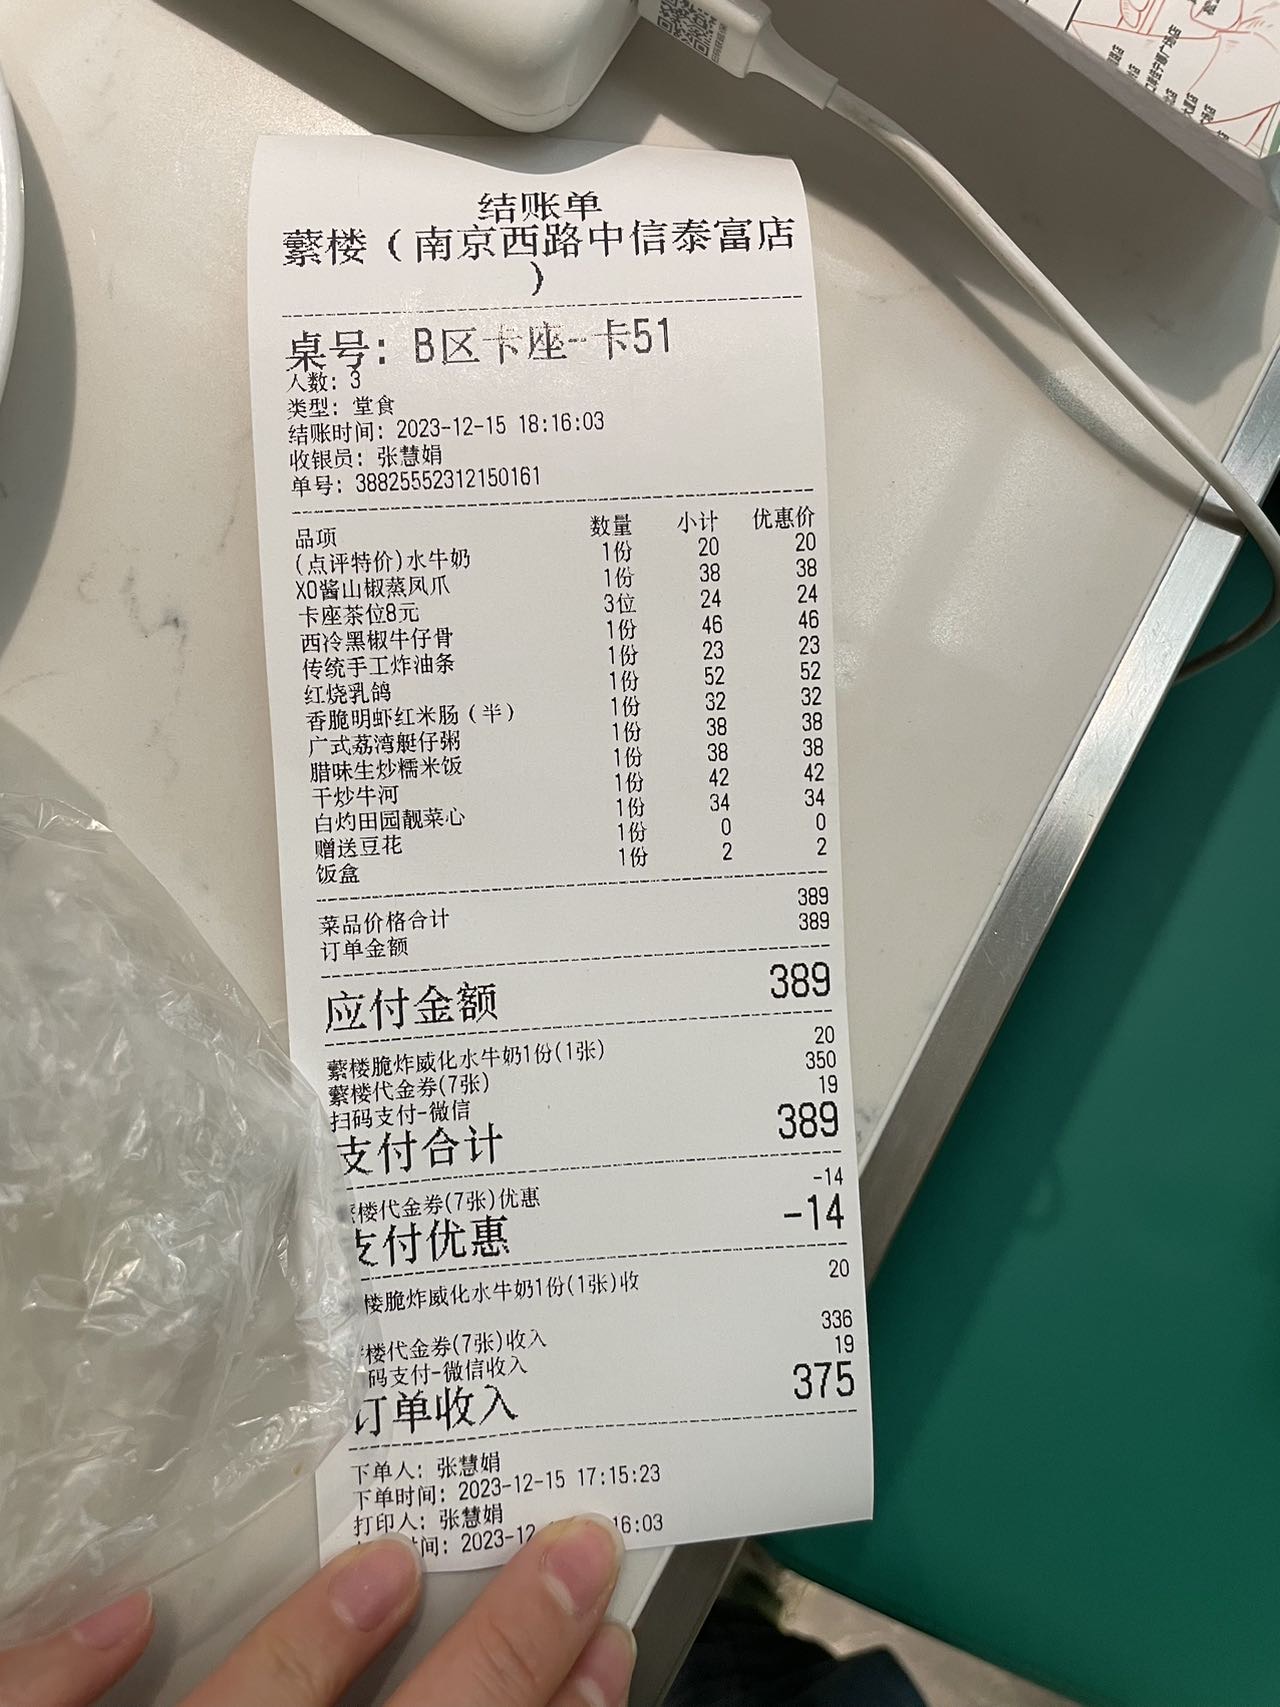 结账单
蘩楼（南京西路中信泰富店
）
桌号: B区卡座--卡51
人数: 3
类型: 堂食
结账时间: 2023-12-15 18:16:03
收银员: 张慧娟
单号: 38825552312150161
品项 数量 小计 优惠价
(点评特价)水牛奶 1份 20 20
XO酱山椒蒸凤爪 1份 38 38
卡座茶位8元 3位 24 24
西冷黑椒牛仔骨 1份 46 46
传统手工炸油条 1份 23 23
红烧乳鸽 1份 52 52
香脆明虾红米肠（半） 1份 32 32
广式荔湾艇仔粥 1份 38 38
腊味生炒糯米饭 1份 38 38
干炒牛河 1份 42 42
白灼田园靓菜心 1份 34 34
赠送豆花 1份 0 0
饭盒 1份 2 2
菜品价格合计 389
订单金额 389
应付金额 389
蘩楼脆炸威化水牛奶1份(1张) 20
蘩楼代金券(7张) 350
扫码支付-微信 19
支付合计 389
楼代金券(7张)优惠 -14
支付优惠 -14
楼脆炸威化水牛奶1份(1张)收 20
楼代金券(7张)收入 336
码支付-微信收入 19
订单收入 375
下单人: 张慧娟
下单时间: 2023-12-15 17:15:23
打印人: 张慧娟
间: 2023-12 16:03